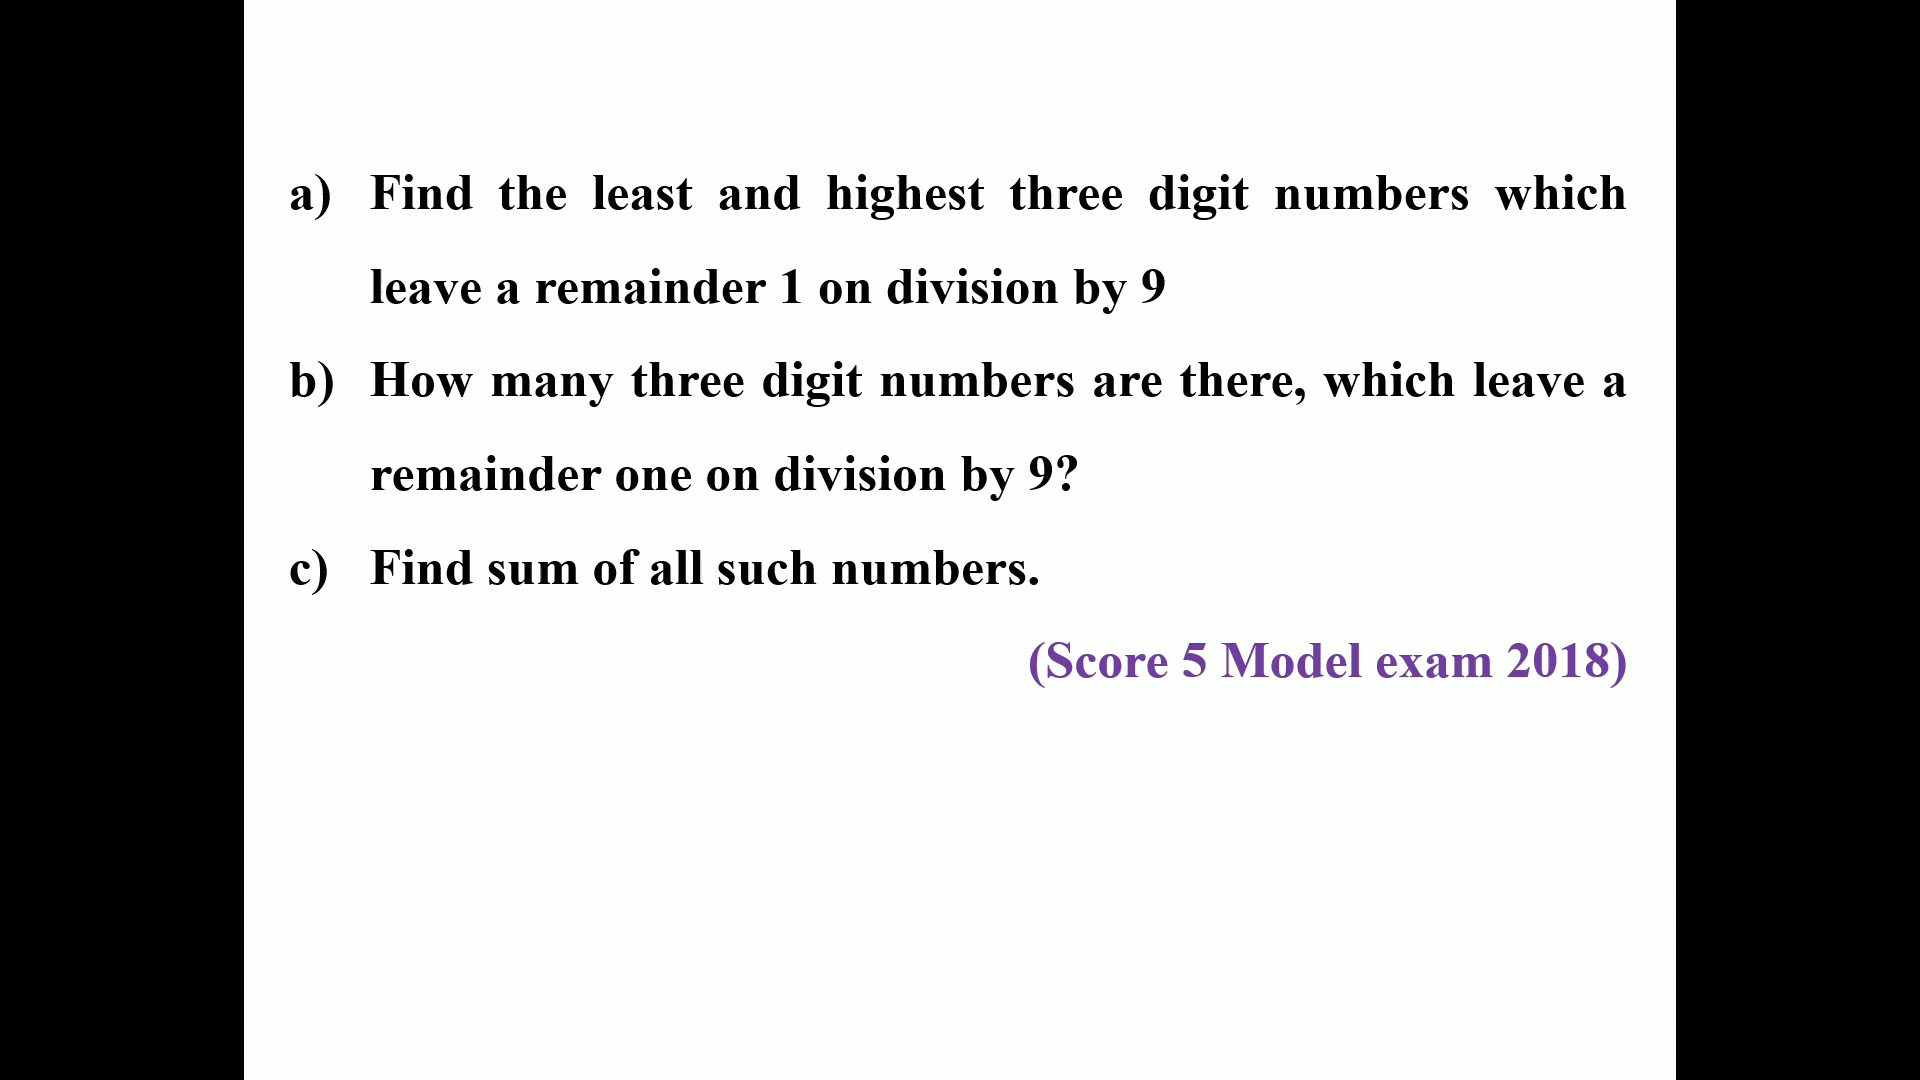 a) Find the least and highest three digit numbers which
leave a remainder 1 on division by 9
b) How many three digit numbers are there, which leave a
remainder one on division by 9?
c) Find sum of all such numbers.
(Score 5 Model exam 2018)